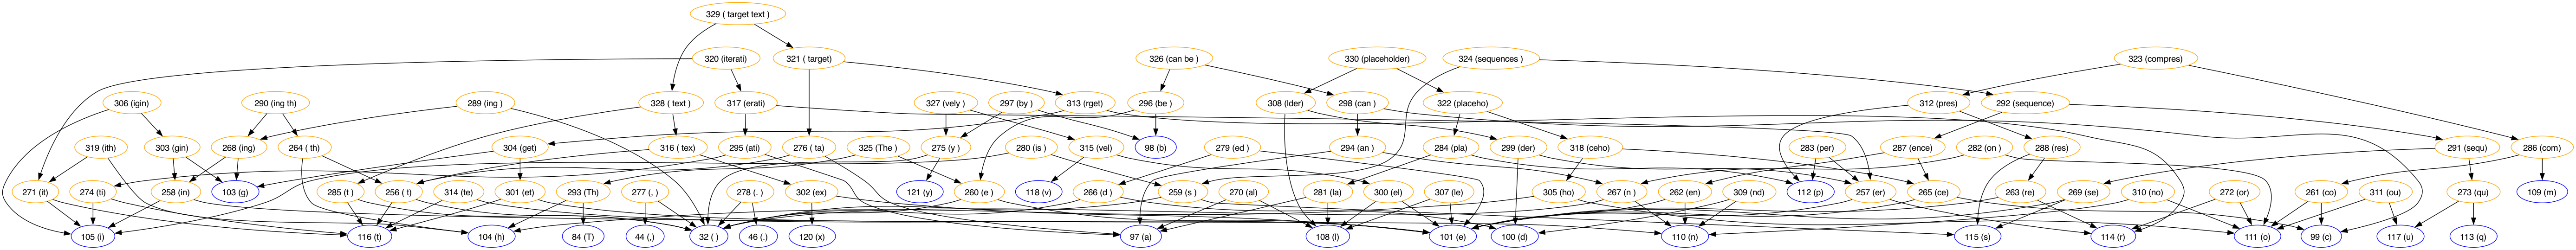 329 ( target text )
320 (iterati)
321 ( target)
326 (can be )
330 (placeholder)
324 (sequences )
323 (compres)
306 (igin)
290 (ing th)
289 (ing )
328 ( text )
317 (erati)
327 (vely )
297 (by )
313 (rget)
296 (be )
308 (lder)
298 (can )
322 (placeho)
312 (pres)
292 (sequence)
319 (ith)
303 (gin)
268 (ing)
264 ( th)
304 (get)
316 ( tex)
295 (ati)
276 ( ta)
325 (The )
275 (y )
280 (is )
315 (vel)
98 (b)
279 (ed )
294 (an )
284 (pla)
299 (der)
318 (ceho)
283 (per)
287 (ence)
282 (on )
288 (res)
291 (sequ)
286 (com)
271 (it)
274 (ti)
258 (in)
103 (g)
285 (t )
256 ( t)
314 (te)
301 (et)
293 (Th)
277 (, )
278 (. )
302 (ex)
121 (y)
260 (e )
118 (v)
266 (d )
259 (s )
270 (al)
281 (la)
300 (el)
307 (le)
305 (ho)
267 (n )
262 (en)
309 (nd)
112 (p)
257 (er)
265 (ce)
263 (re)
269 (se)
310 (no)
272 (or)
261 (co)
311 (ou)
273 (qu)
109 (m)
105 (i)
116 (t)
104 (h)
84 (T)
44 (,)
32 ( )
46 (.)
120 (x)
97 (a)
108 (l)
101 (e)
100 (d)
110 (n)
115 (s)
114 (r)
111 (o)
99 (c)
117 (u)
113 (q)